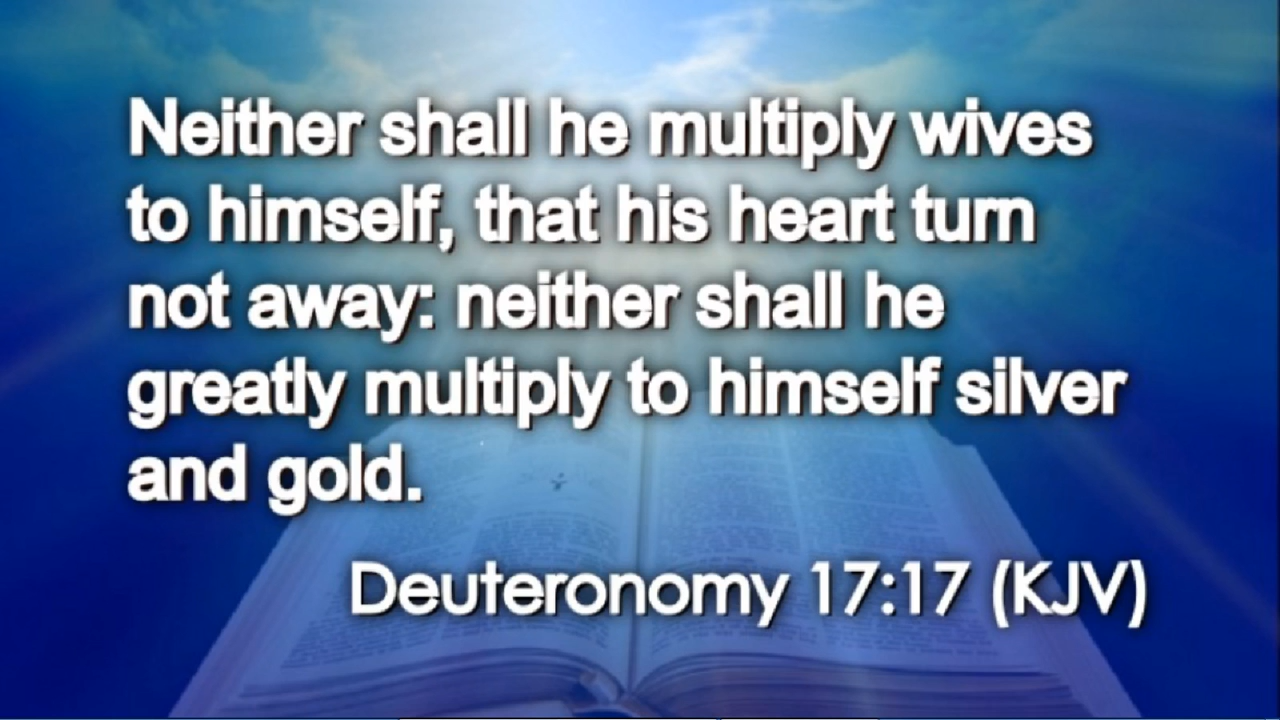 Neither shall he multiply wives
to himself, that his heart turn
not away: neither shall he
greatly multiply to himself silver
and gold.
Deuteronomy 17:17 (KJV)